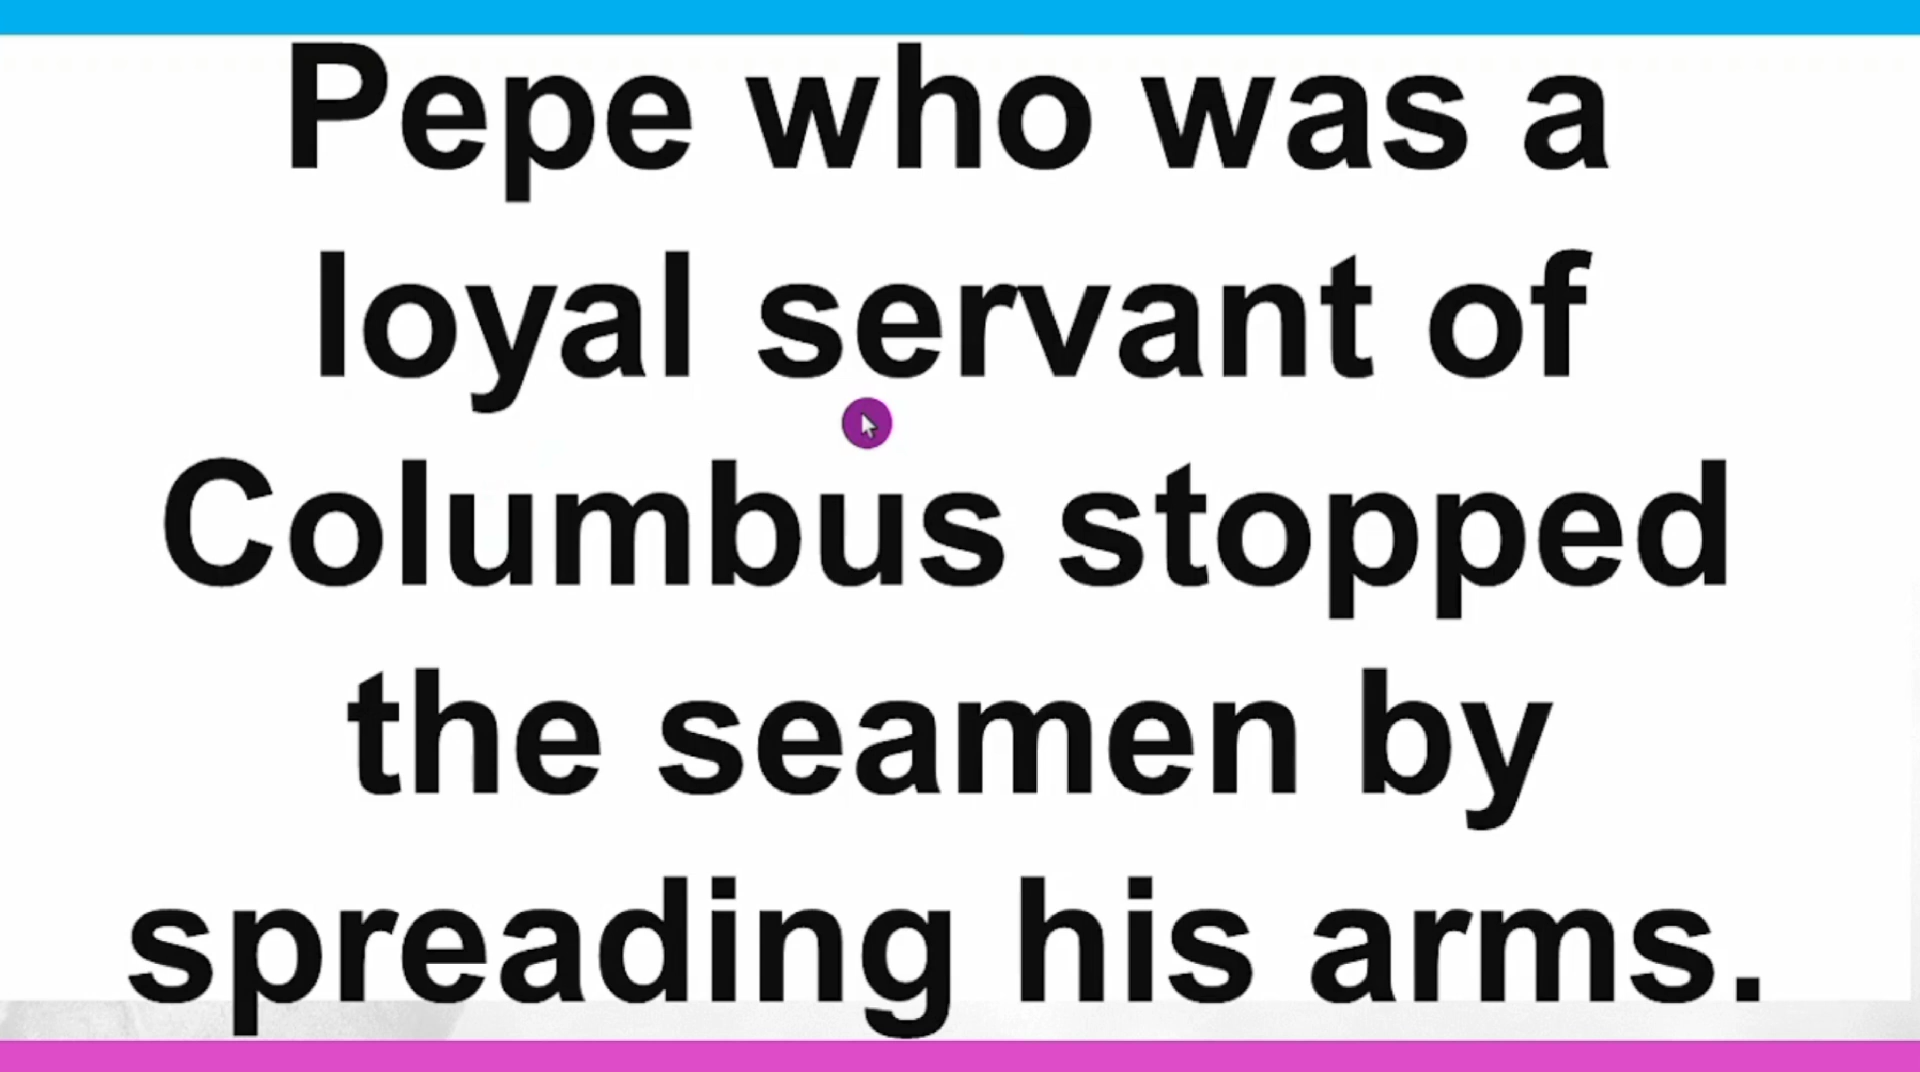 Pepe who was a
loyal servant of
Columbus stopped
the seamen by
spreading his arms.